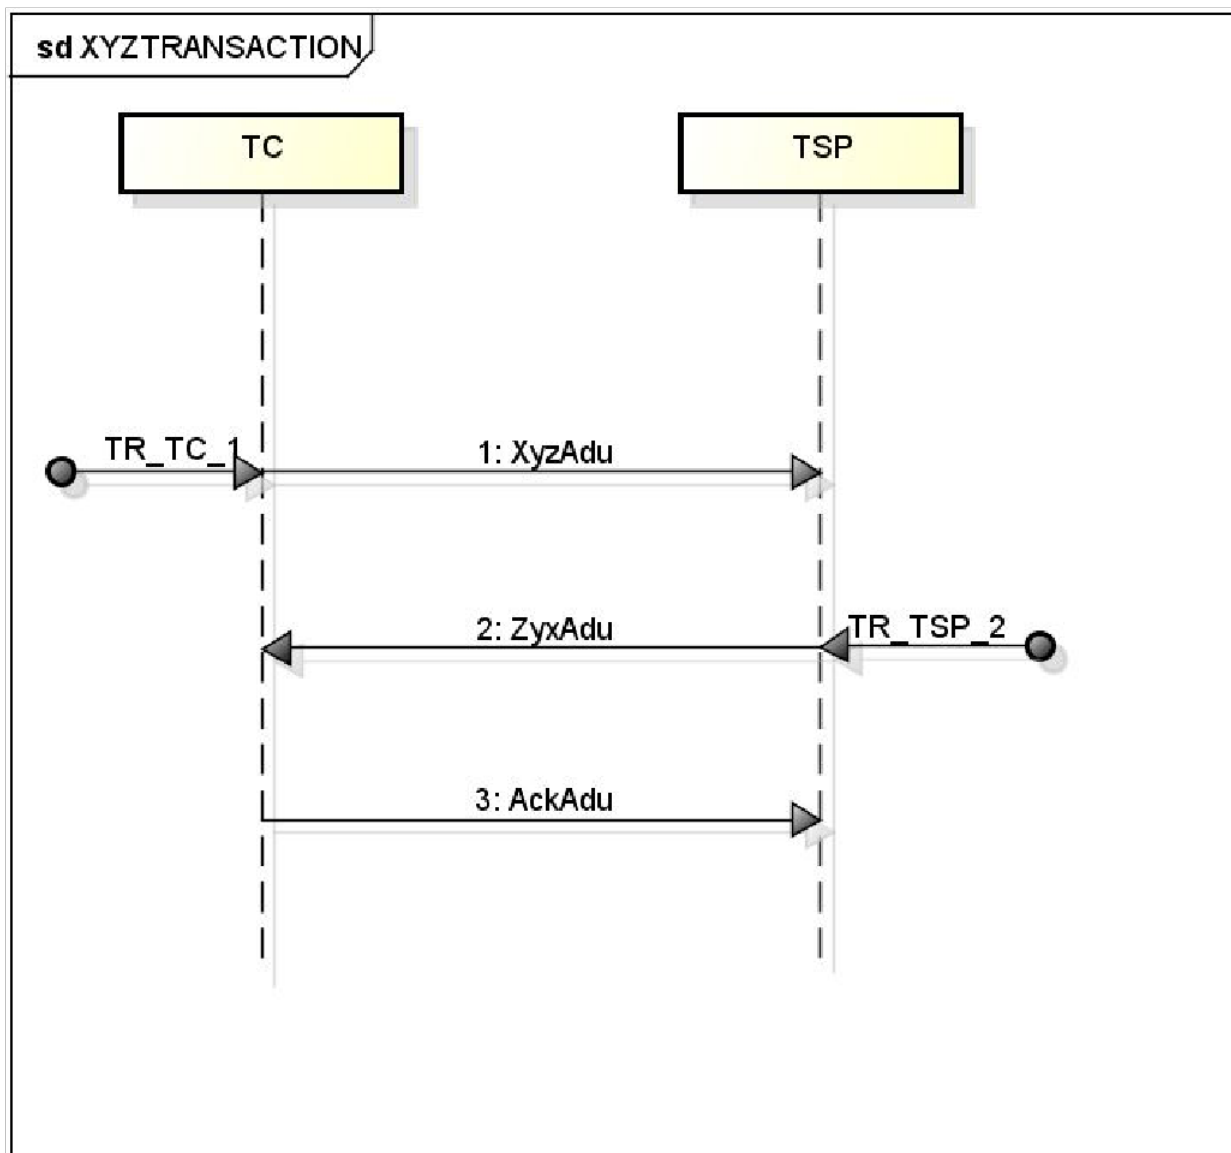 sd XYZTRANSACTION
TC
TSP
TR_TC_1
1: XyzAdu
2: ZyxAdu
TR_TSP_2
3: AckAdu